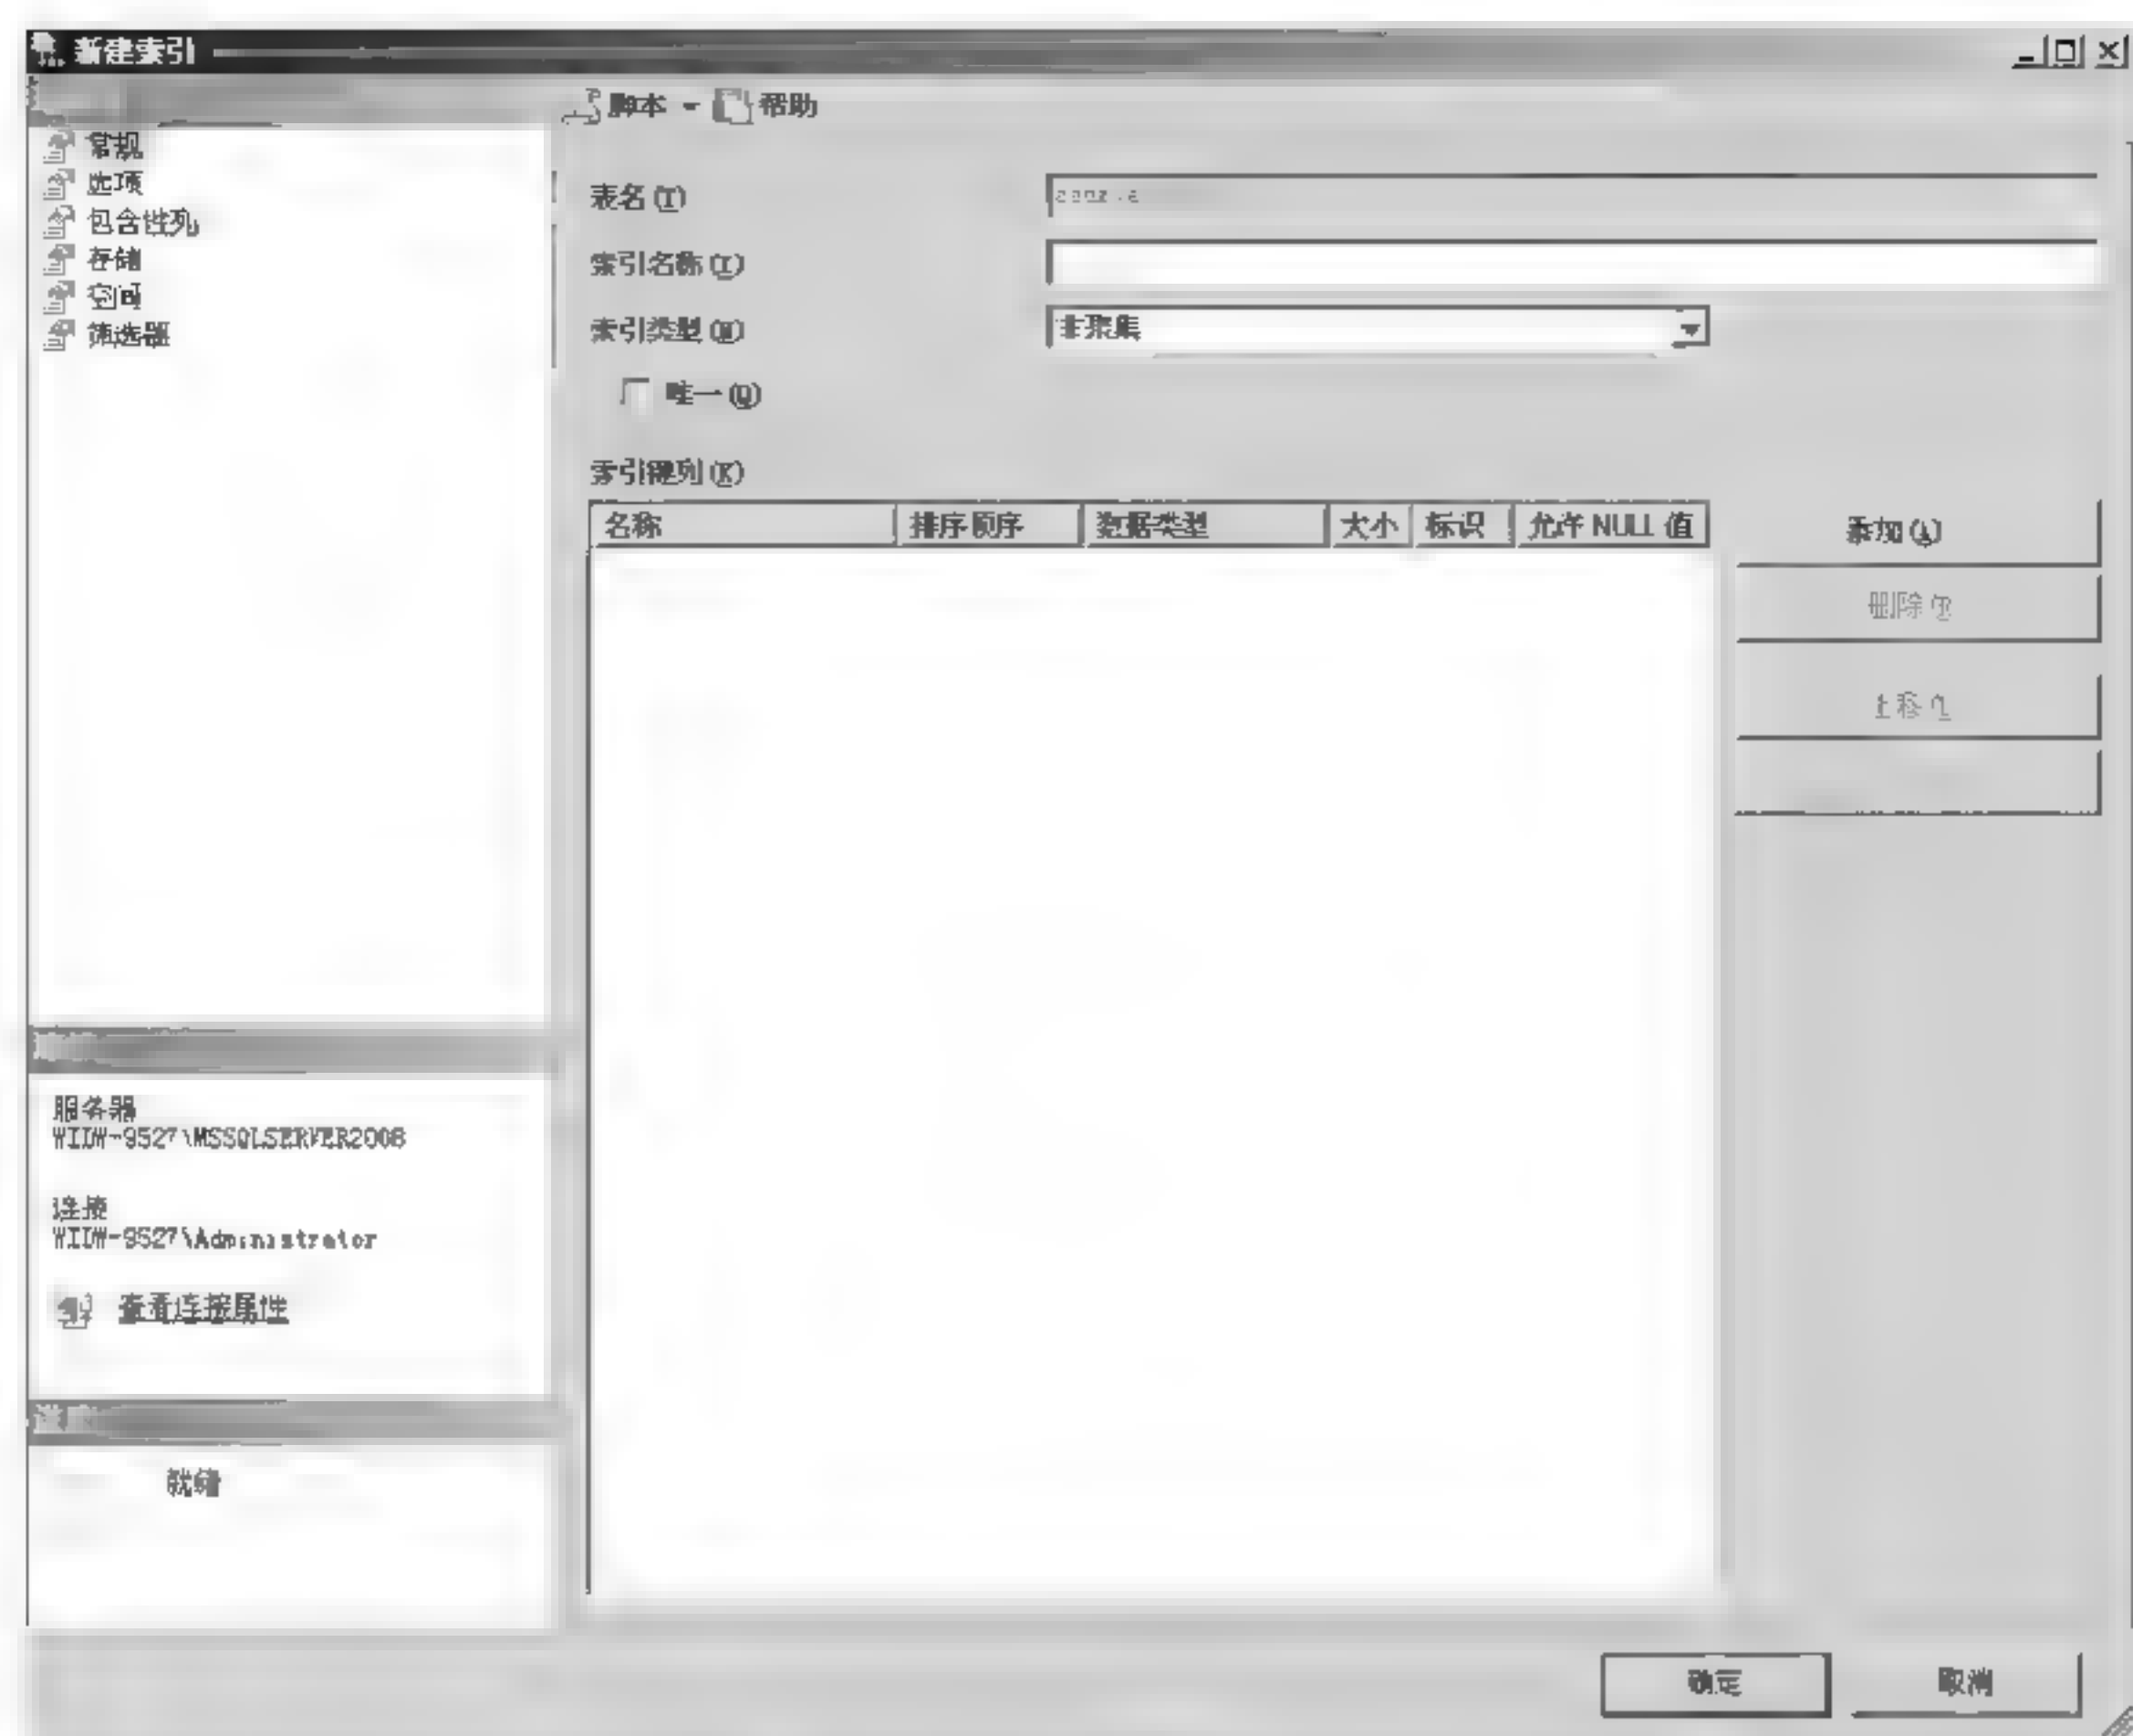 新建索引
脚本 帮助
常规
选项
包含性列
存储
空间
筛选器
表名(T)
索引名称(I)
索引类型(N) 非聚集
唯一(Q)
索引键列(K)
名称 排序顺序 数据类型 大小 标识 允许 NULL 值
添加(A)
删除(R)
上移(U)
服务器
\MSSQLSERVER2008
连接
\Administrator
查看连接属性
进度
就绪
确定 取消